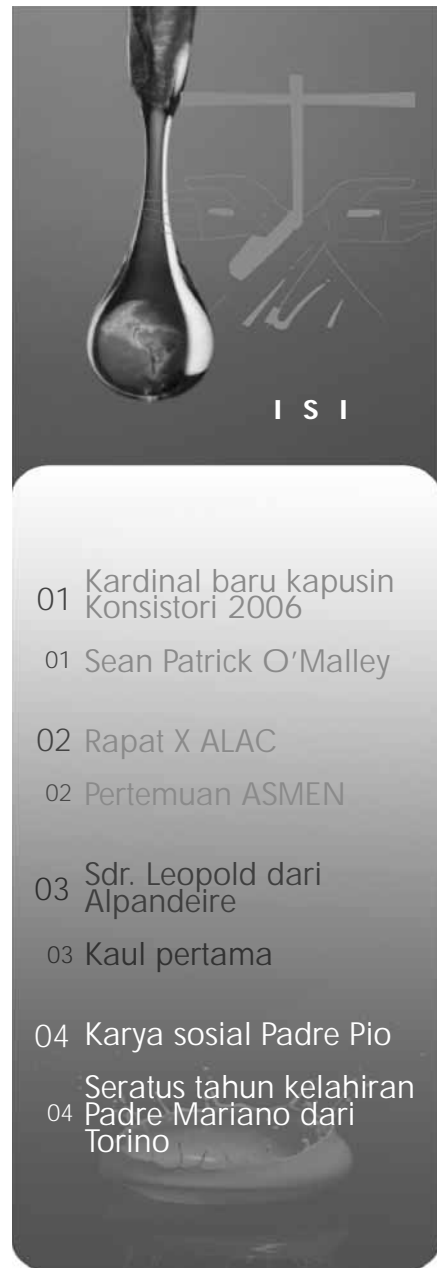 I S I
01 Kardinal baru kapusin
Konsistori 2006
01 Sean Patrick O'Malley
02 Rapat X ALAC
02 Pertemuan ASMEN
03 Sdr. Leopold dari
Alpandeire
03 Kaul pertama
04 Karya sosial Padre Pio
Seratus tahun kelahiran
04 Padre Mariano dari
Torino